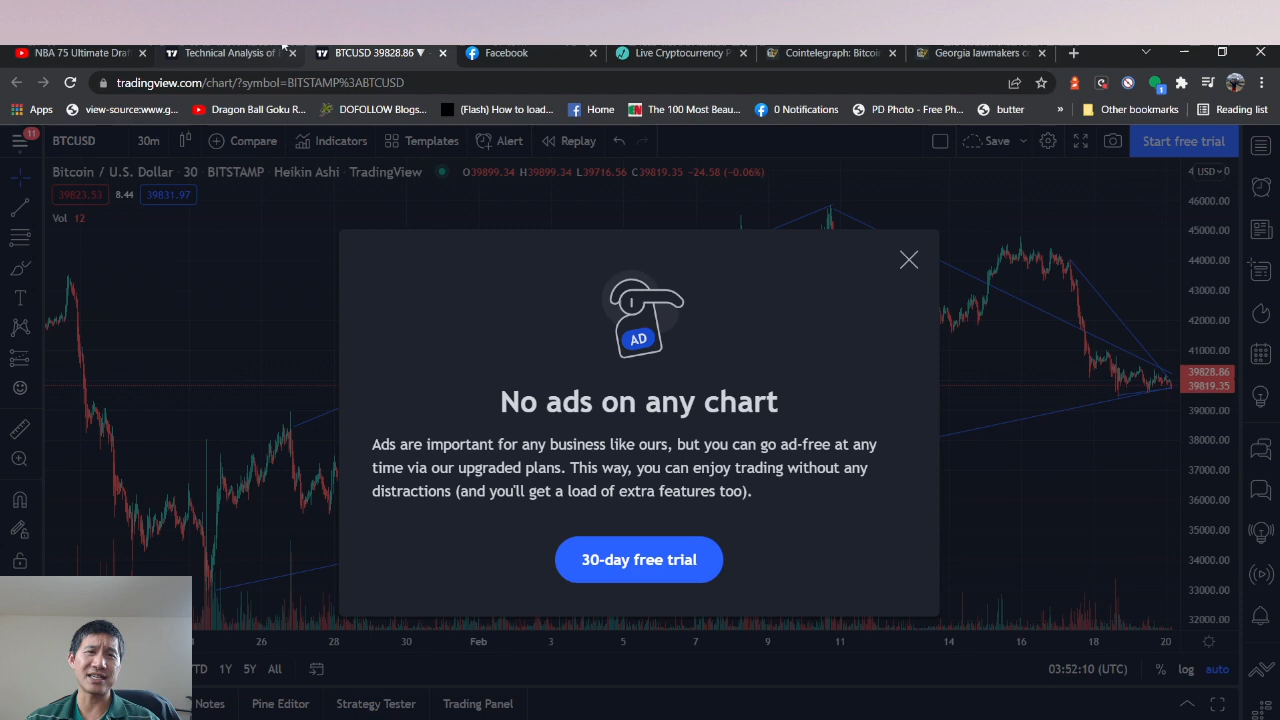 NBA 75 Ultimate Draf
Technical Analysis of
BTCUSD 39828.86 ▼
Facebook
Live Cryptocurrency P
Cointelegraph: Bitcoi
Georgia lawmakers c
tradingview.com/chart/?symbol=BITSTAMP%3ABTCUSD
1
Apps
view-source:www.g...
Dragon Ball Goku R...
DOFOLLOW Blogs...
(Flash) How to load...
Home
The 100 Most Beau...
0 Notifications
PD Photo - Free Ph...
butter
»
Other bookmarks
Reading list
11
BTCUSD
30m
Compare
Indicators
Templates
Alert
Replay
Save
Start free trial
Bitcoin / U.S. Dollar · 30 · BITSTAMP · Heikin Ashi · TradingView
O39899.34 H39899.34 L39716.56 C39819.35 −24.58 (−0.06%)
4 USD 0
39823.53
8.44
39831.97
Vol 12
46000.00
45000.00
44000.00
43000.00
42000.00
41000.00
39828.86
39819.35
39000.00
38000.00
37000.00
36000.00
35000.00
34000.00
33000.00
32000.00
AD
No ads on any chart
Ads are important for any business like ours, but you can go ad-free at any
time via our upgraded plans. This way, you can enjoy trading without any
distractions (and you'll get a load of extra features too).
30-day free trial
26
28
30
Feb
3
5
7
9
11
14
16
18
20
TD
1Y
5Y
All
03:52:10 (UTC)
%
log
auto
Notes
Pine Editor
Strategy Tester
Trading Panel